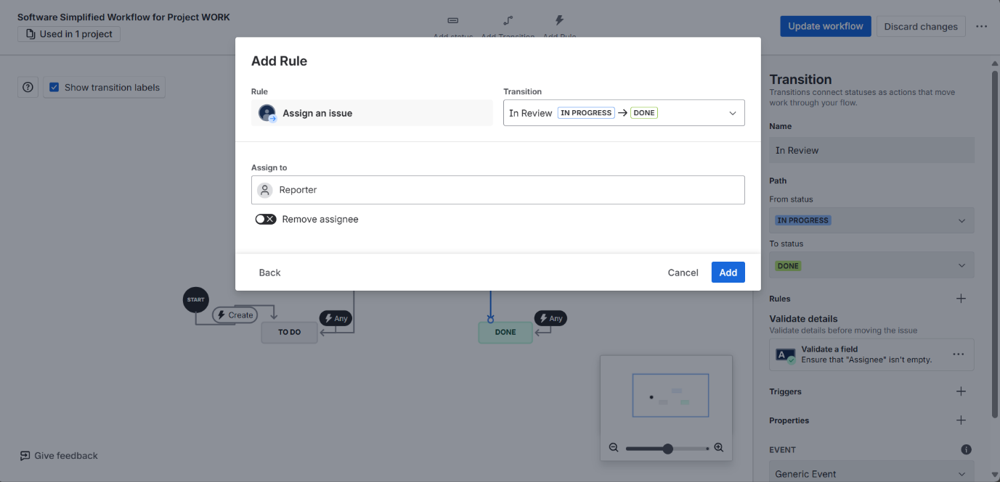 Software Simplified Workflow for Project WORK
Used in 1 project
Add status Add Transition Add Rule
Update workflow
Discard changes
Show transition labels
Add Rule
Rule
Assign an issue
Transition
In Review IN PROGRESS → DONE
Assign to
Reporter
Remove assignee
Back
Cancel
Add
START
Create
TO DO
Any
DONE
Any
Give feedback
Transition
Transitions connect statuses as actions that move
work through your flow.
Name
In Review
Path
From status
IN PROGRESS
To status
DONE
Rules
Validate details
Validate details before moving the issue
A
Validate a field
Ensure that "Assignee" isn't empty.
Triggers
Properties
EVENT
Generic Event